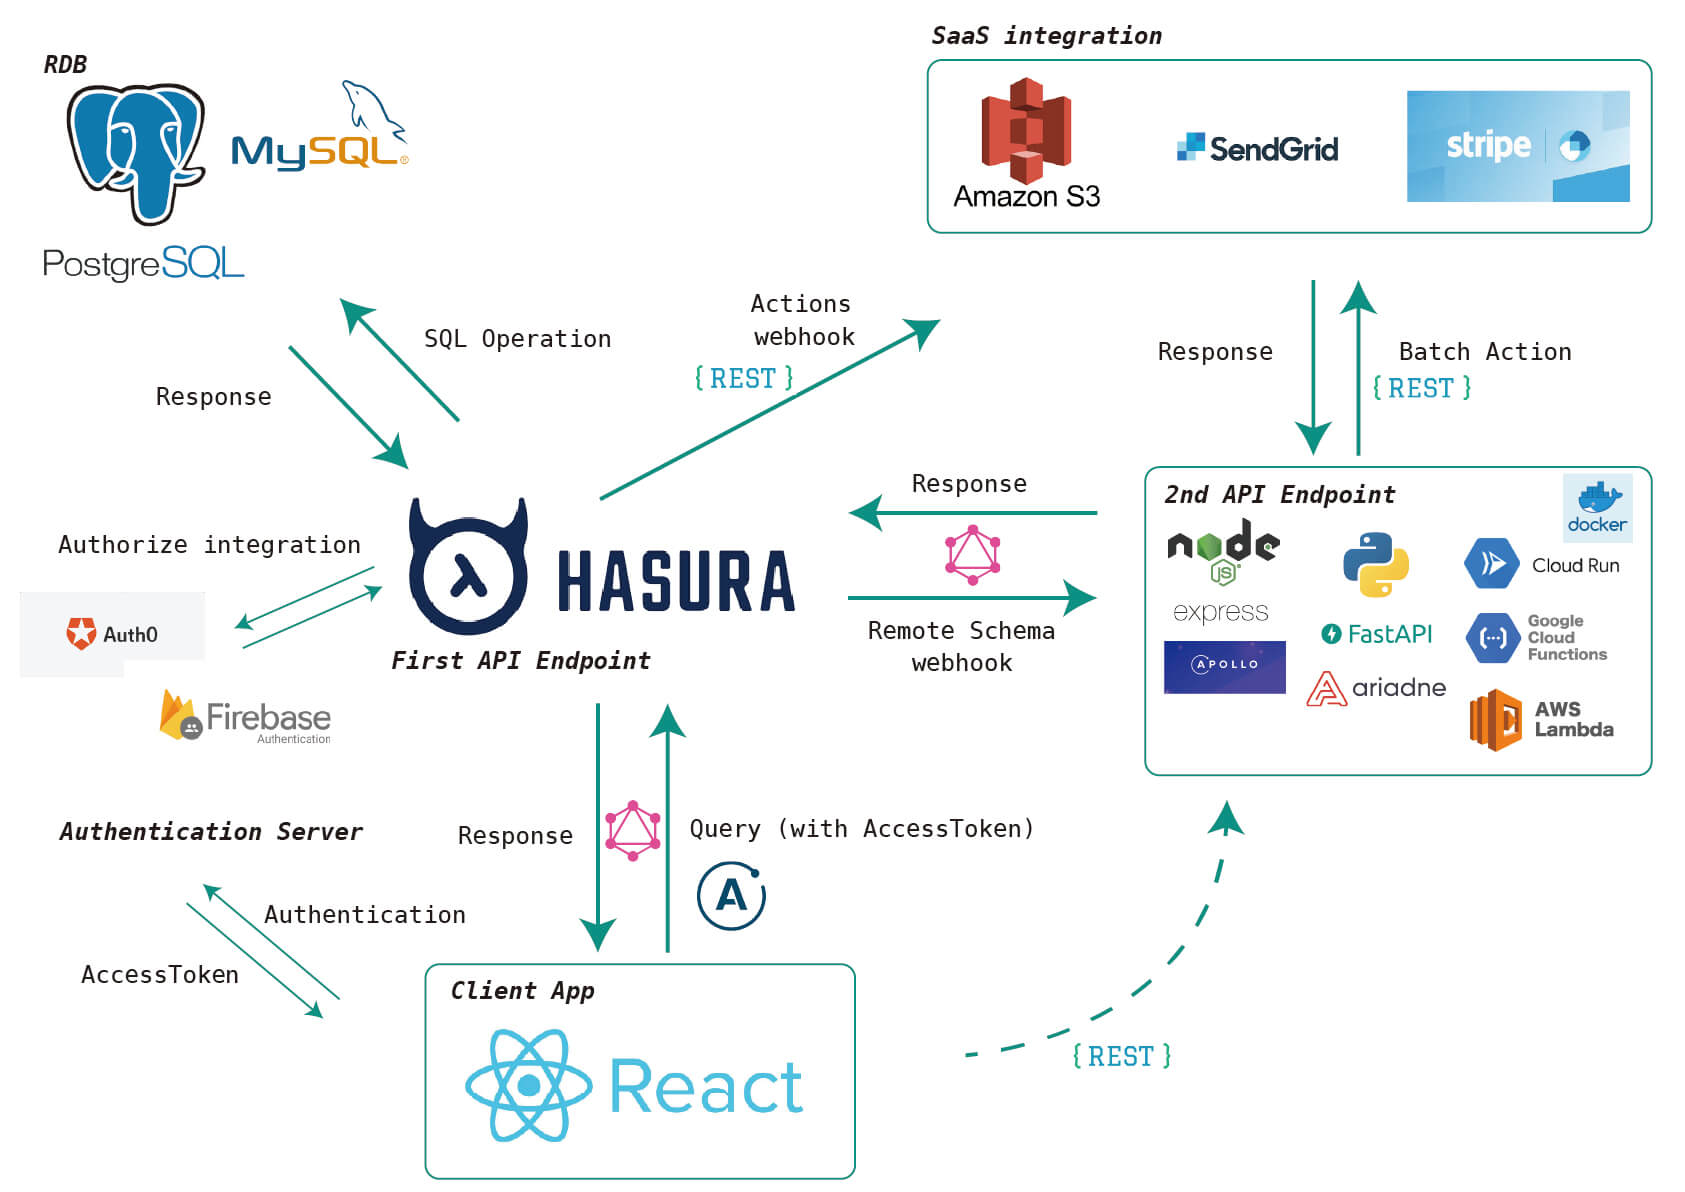 SaaS integration
RDB
MySQL®
PostgreSQL
Amazon S3
SendGrid
stripe
SQL Operation
Response
Actions
webhook
{ REST }
Response
Batch Action
{ REST }
Authorize integration
Auth0
Firebase
Authentication
HASURA
First API Endpoint
Response
Remote Schema
webhook
2nd API Endpoint
docker
node
JS
express
APOLLO
FastAPI
ariadne
Cloud Run
Google
Cloud
Functions
AWS
Lambda
Authentication Server
Response
Query (with AccessToken)
A
Authentication
AccessToken
Client App
React
{ REST }